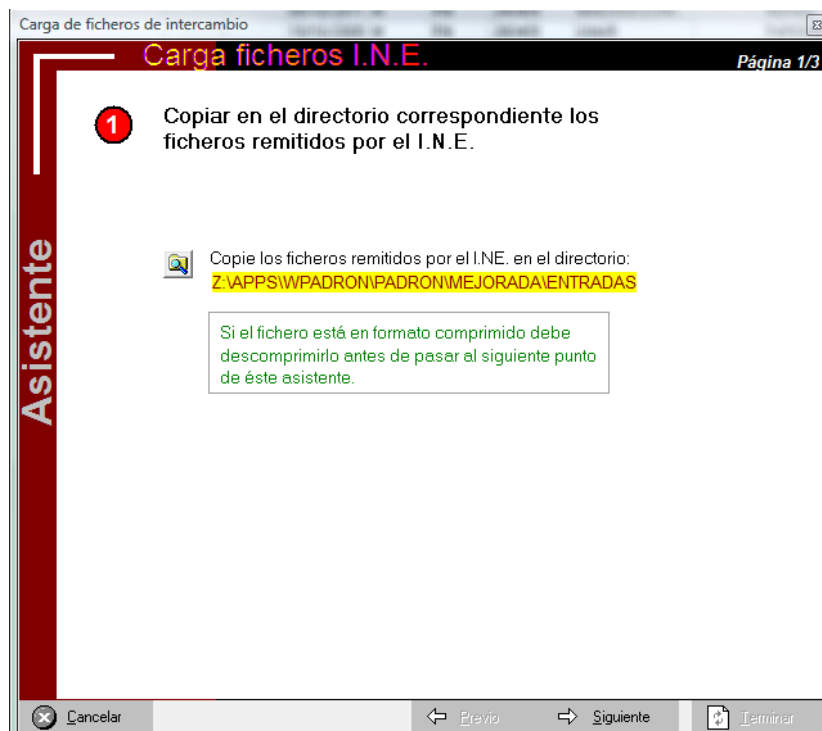 Carga de ficheros de intercambio
Carga ficheros I.N.E.
Página 1/3
1
Copiar en el directorio correspondiente los
ficheros remitidos por el I.N.E.
Asistente
Copie los ficheros remitidos por el I.NE. en el directorio:
Z:\APPS\WPADRON\PADRON\MEJORADA\ENTRADAS
Si el fichero está en formato comprimido debe
descomprimirlo antes de pasar al siguiente punto
de éste asistente.
Cancelar
Previo
Siguiente
Terminar